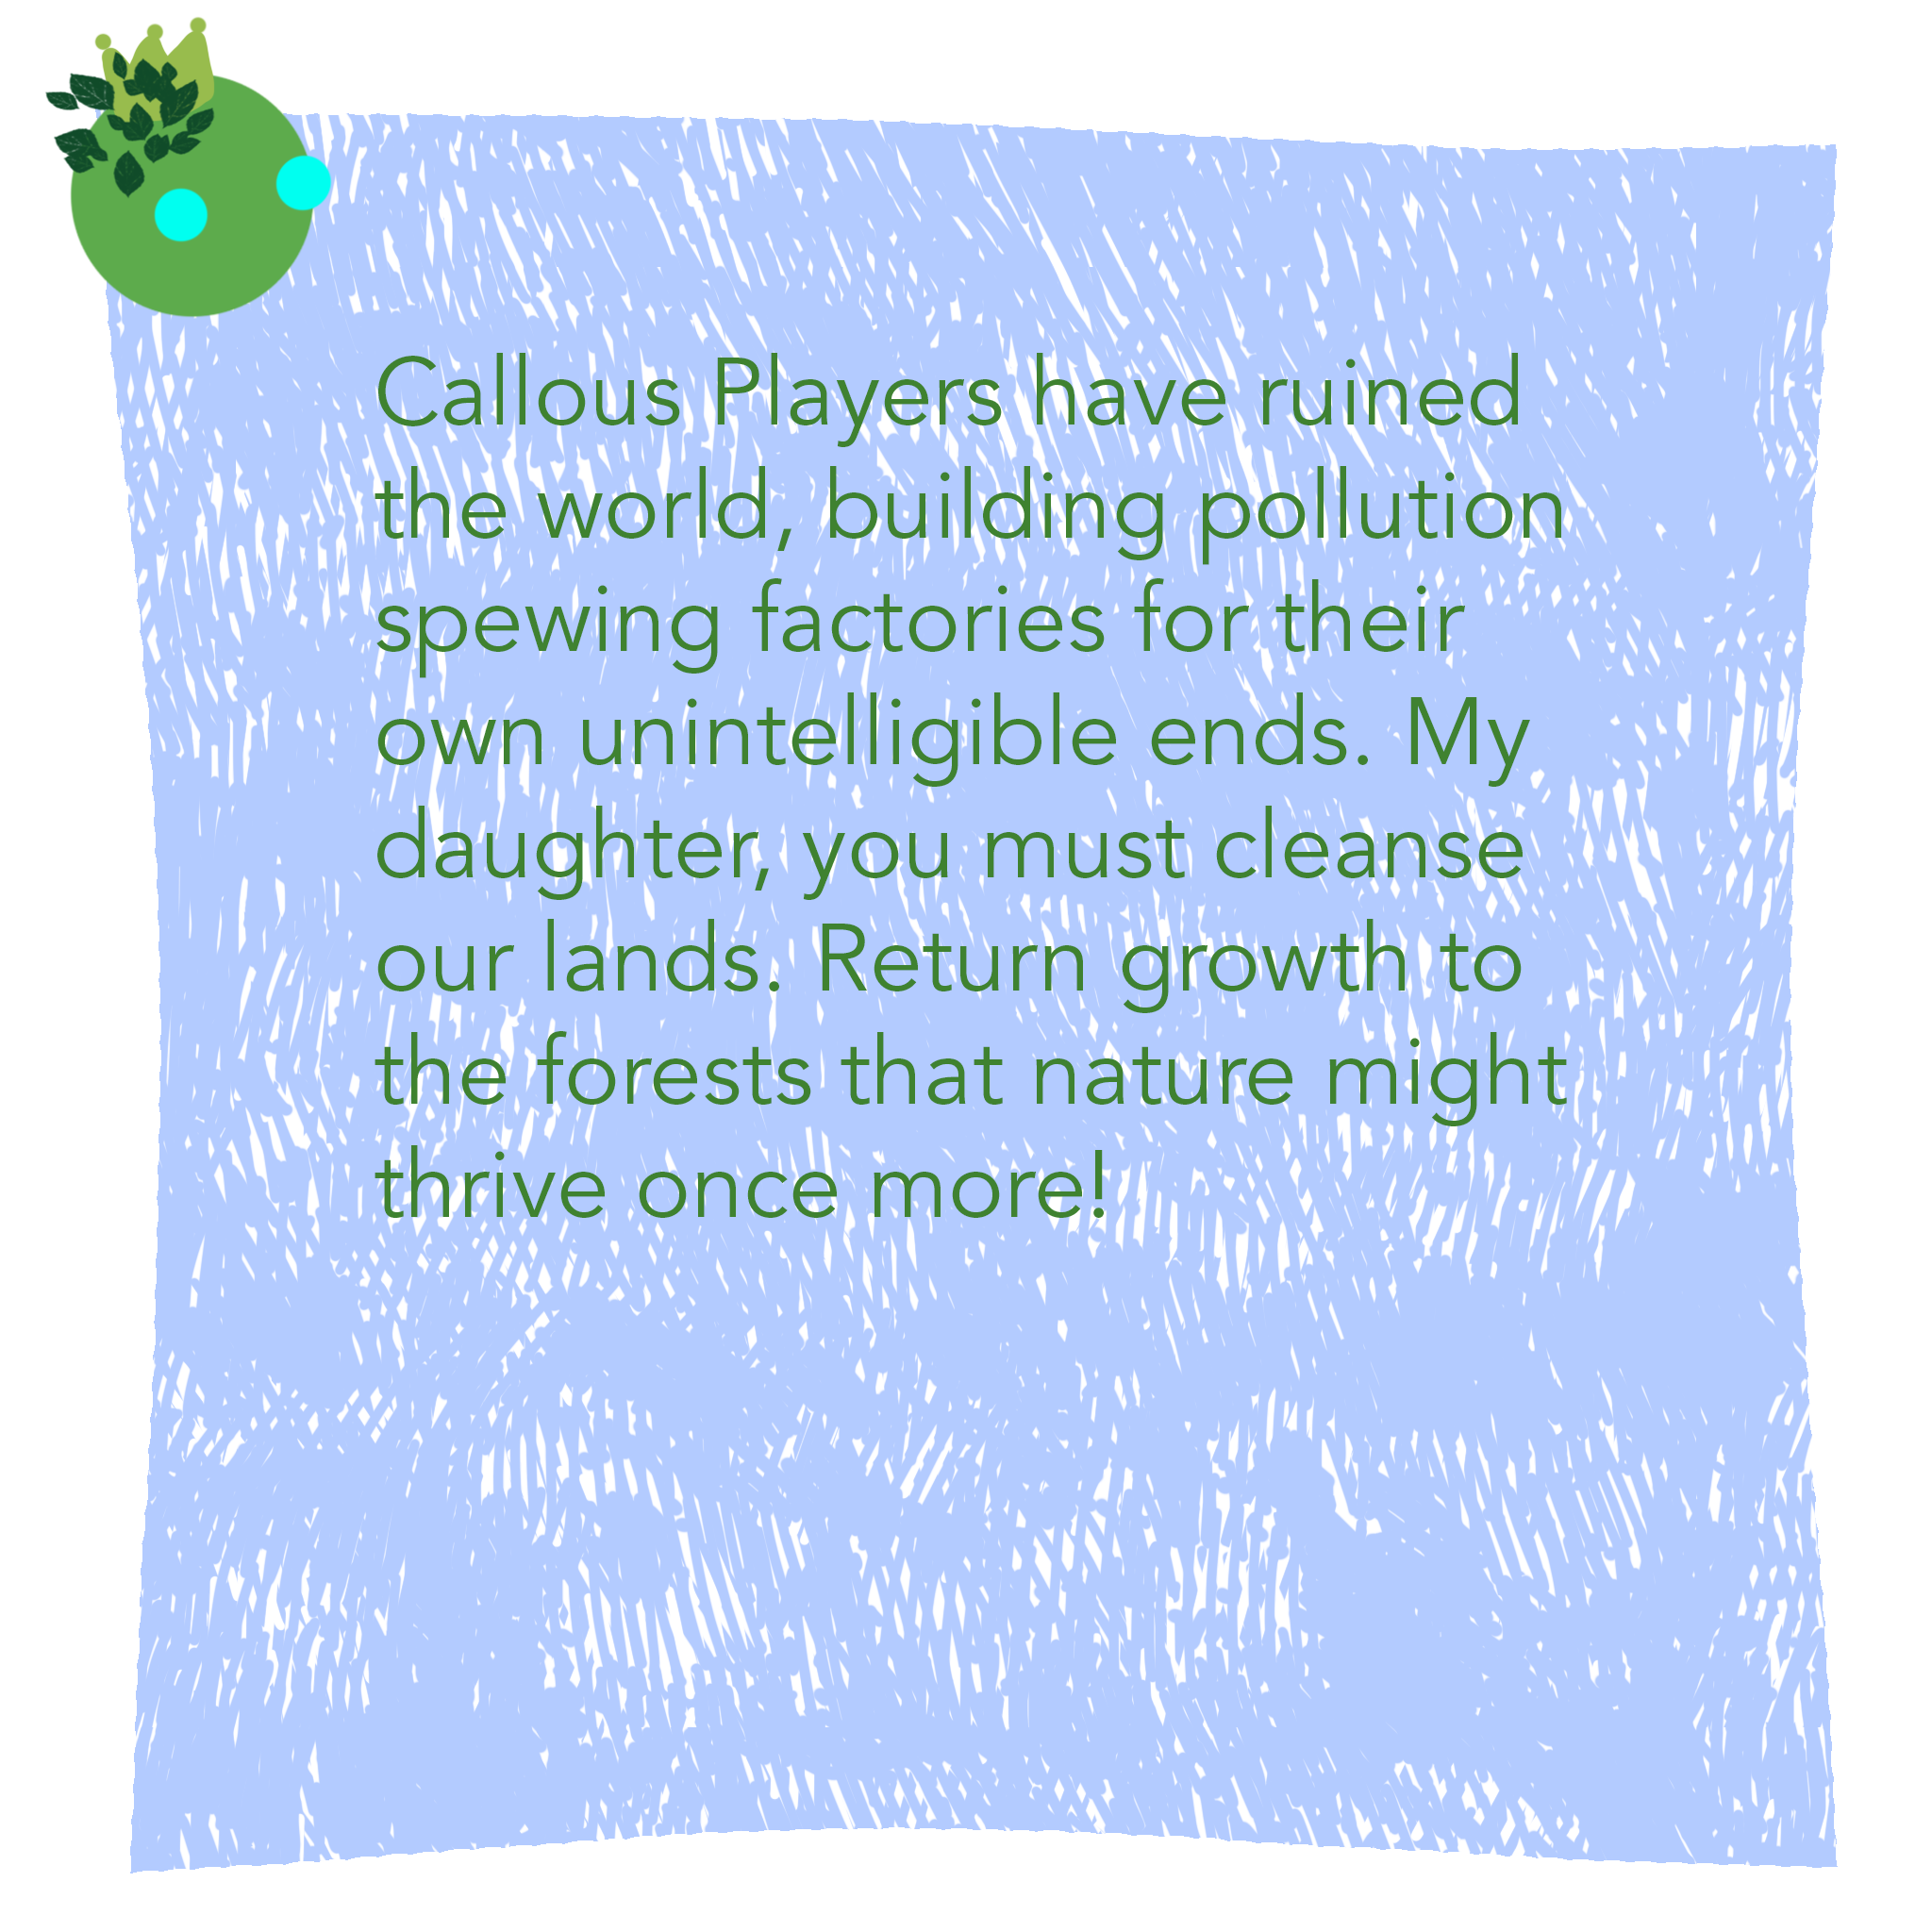 Callous Players have ruined
the world, building pollution
spewing factories for their
own unintelligible ends. My
daughter, you must cleanse
our lands. Return growth to
the forests that nature might
thrive once more!